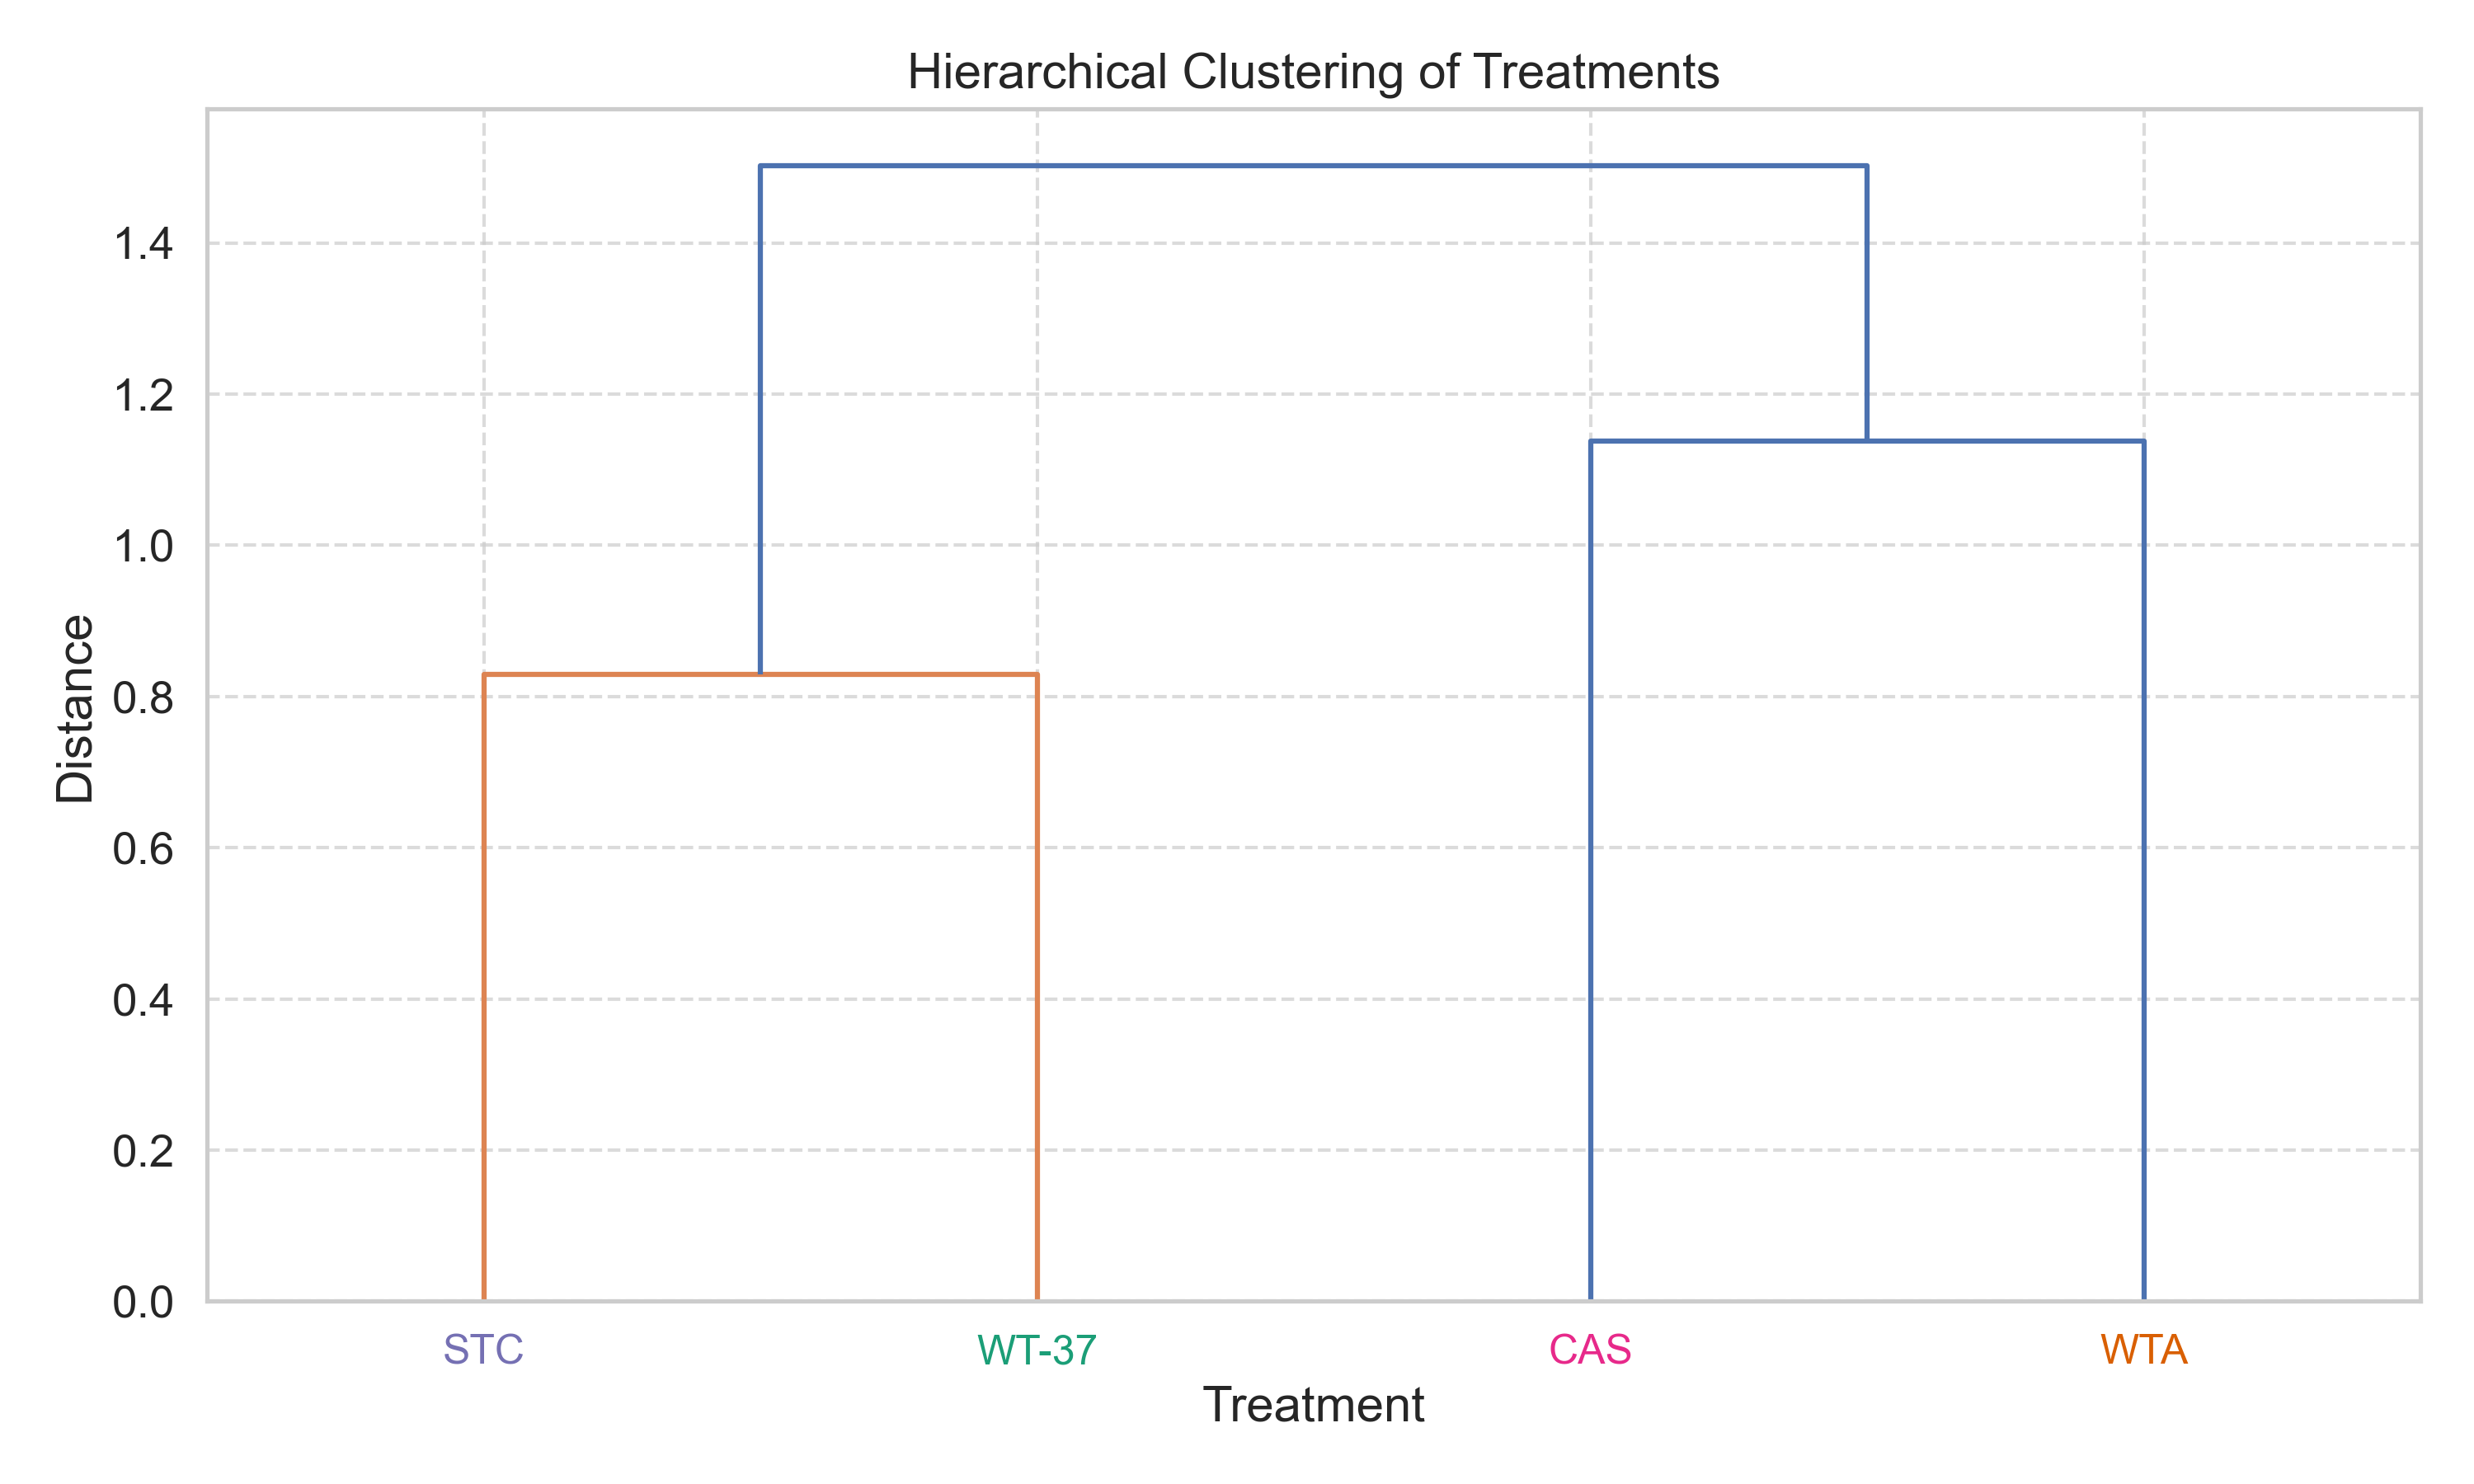 Hierarchical Clustering of Treatments
1.4
1.2
1.0
0.8
0.6
0.4
0.2
0.0
Distance
STC WT-37 CAS WTA
Treatment